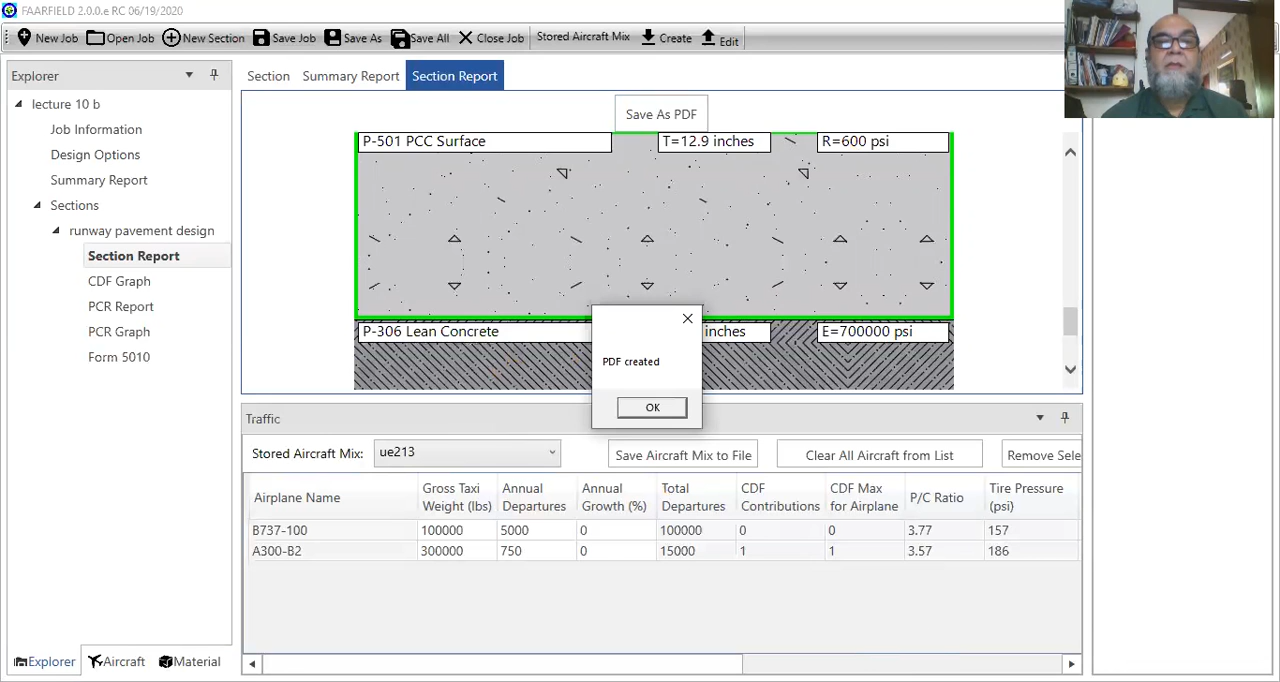 FAARFIELD 2.0.0.e RC 06/19/2020
New Job Open Job New Section Save Job Save As Save All Close Job Stored Aircraft Mix Create Edit
Explorer
lecture 10 b
Job Information
Design Options
Summary Report
Sections
runway pavement design
Section Report
CDF Graph
PCR Report
PCR Graph
Form 5010
Explorer Aircraft Material
Section Summary Report Section Report
Save As PDF
P-501 PCC Surface T=12.9 inches R=600 psi
P-306 Lean Concrete inches E=700000 psi
PDF created
OK
Traffic
Stored Aircraft Mix: ue213 Save Aircraft Mix to File Clear All Aircraft from List Remove Sele
Airplane Name Gross Taxi Weight (lbs) Annual Departures Annual Growth (%) Total Departures CDF Contributions CDF Max for Airplane P/C Ratio Tire Pressure (psi)
B737-100 100000 5000 0 100000 0 0 3.77 157
A300-B2 300000 750 0 15000 1 1 3.57 186